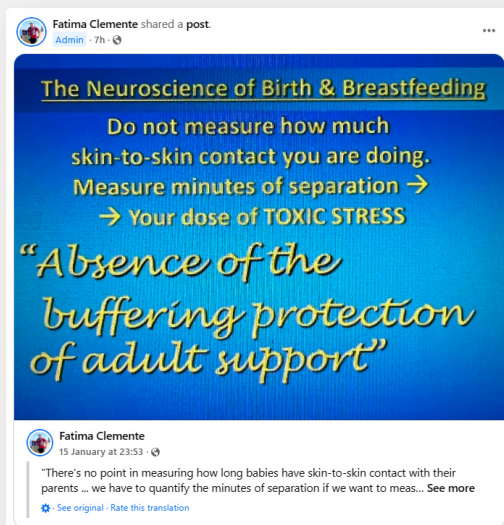 Fatima Clemente shared a post.
Admin · 7h ·
The Neuroscience of Birth & Breastfeeding
Do not measure how much
skin-to-skin contact you are doing.
Measure minutes of separation →
→ Your dose of TOXIC STRESS
“Absence of the
buffering protection
of adult support”
Fatima Clemente
15 January at 23:53 ·
“There's no point in measuring how long babies have skin-to-skin contact with their
parents ... we have to quantify the minutes of separation if we want to meas... See more
· See original · Rate this translation